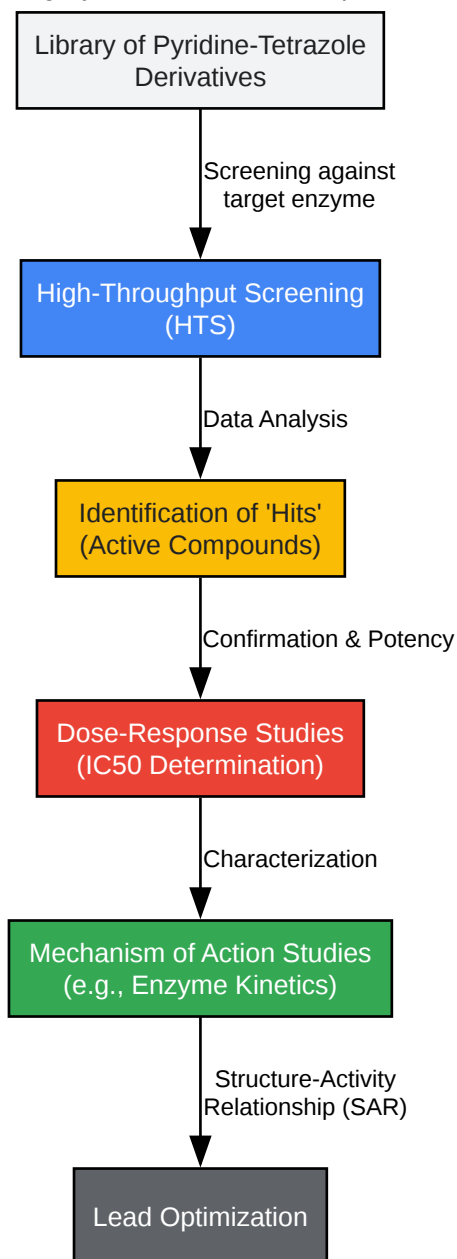 Library of Pyridine-Tetrazole
Derivatives
Screening against
target enzyme
High-Throughput Screening
(HTS)
Data Analysis
Identification of 'Hits'
(Active Compounds)
Confirmation & Potency
Dose-Response Studies
(IC50 Determination)
Characterization
Mechanism of Action Studies
(e.g., Enzyme Kinetics)
Structure-Activity
Relationship (SAR)
Lead Optimization